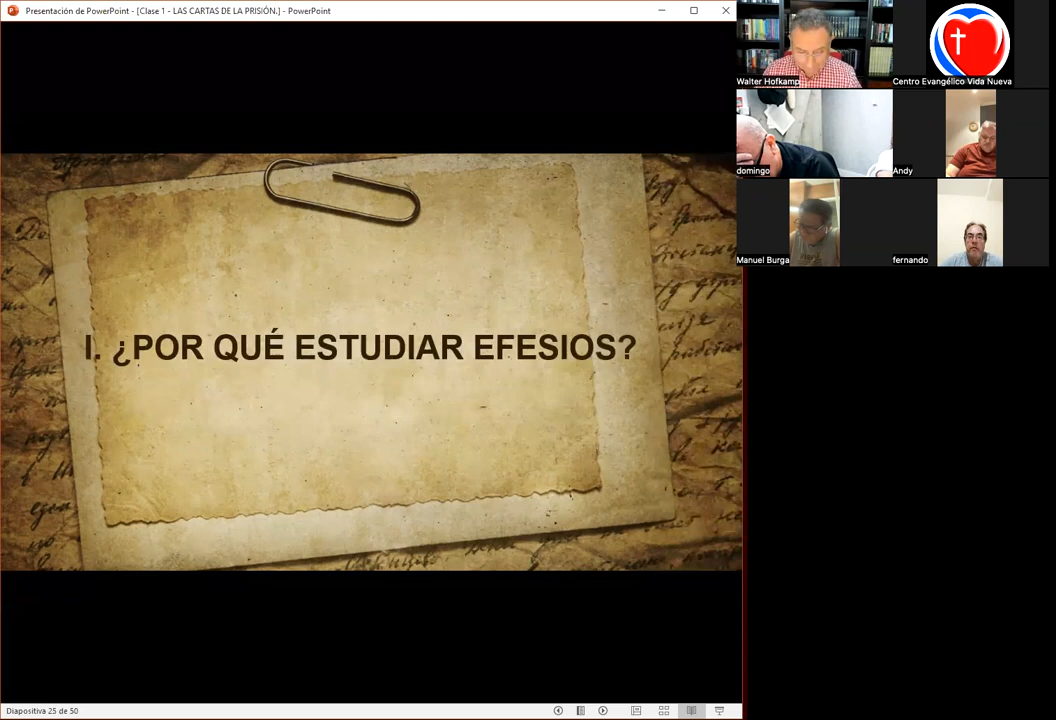 Presentación de PowerPoint - [Clase 1 - LAS CARTAS DE LA PRISIÓN.] - PowerPoint
I. ¿POR QUÉ ESTUDIAR EFESIOS?
Diapositiva 25 de 50
Walter Hofkamp
Centro Evangélico Vida Nueva
domingo
Andy
Manuel Burga
fernando